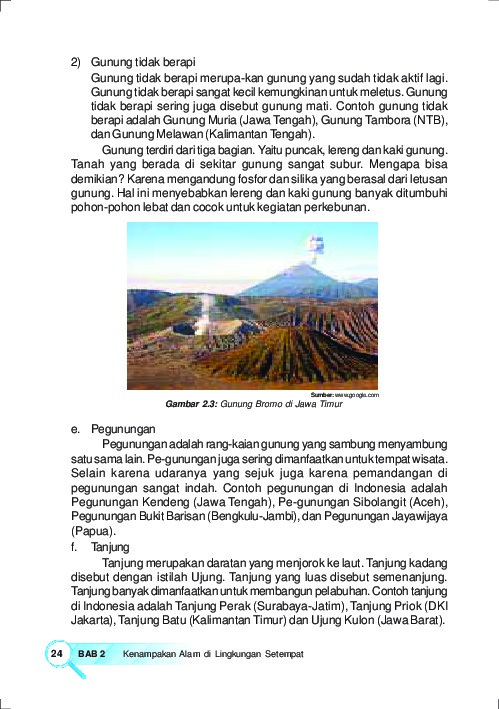 2) Gunung tidak berapi
Gunung tidak berapi merupa-kan gunung yang sudah tidak aktif lagi.
Gunung tidak berapi sangat kecil kemungkinan untuk meletus. Gunung
tidak berapi sering juga disebut gunung mati. Contoh gunung tidak
berapi adalah Gunung Muria (Jawa Tengah), Gunung Tambora (NTB),
dan Gunung Melawan (Kalimantan Tengah).
Gunung terdiri dari tiga bagian. Yaitu puncak, lereng dan kaki gunung.
Tanah yang berada di sekitar gunung sangat subur. Mengapa bisa
demikian? Karena mengandung fosfor dan silika yang berasal dari letusan
gunung. Hal ini menyebabkan lereng dan kaki gunung banyak ditumbuhi
pohon-pohon lebat dan cocok untuk kegiatan perkebunan.
Sumber: www.google.com
Gambar 2.3: Gunung Bromo di Jawa Timur
e. Pegunungan
Pegunungan adalah rang-kaian gunung yang sambung menyambung
satu sama lain. Pe-gunungan juga sering dimanfaatkan untuk tempat wisata.
Selain karena udaranya yang sejuk juga karena pemandangan di
pegunungan sangat indah. Contoh pegunungan di Indonesia adalah
Pegunungan Kendeng (Jawa Tengah), Pe-gunungan Sibolangit (Aceh),
Pegunungan Bukit Barisan (Bengkulu-Jambi), dan Pegunungan Jayawijaya
(Papua).
f. Tanjung
Tanjung merupakan daratan yang menjorok ke laut. Tanjung kadang
disebut dengan istilah Ujung. Tanjung yang luas disebut semenanjung.
Tanjung banyak dimanfaatkan untuk membangun pelabuhan. Contoh tanjung
di Indonesia adalah Tanjung Perak (Surabaya-Jatim), Tanjung Priok (DKI
Jakarta), Tanjung Batu (Kalimantan Timur) dan Ujung Kulon (Jawa Barat).
24 BAB 2 Kenampakan Alam di Lingkungan Setempat